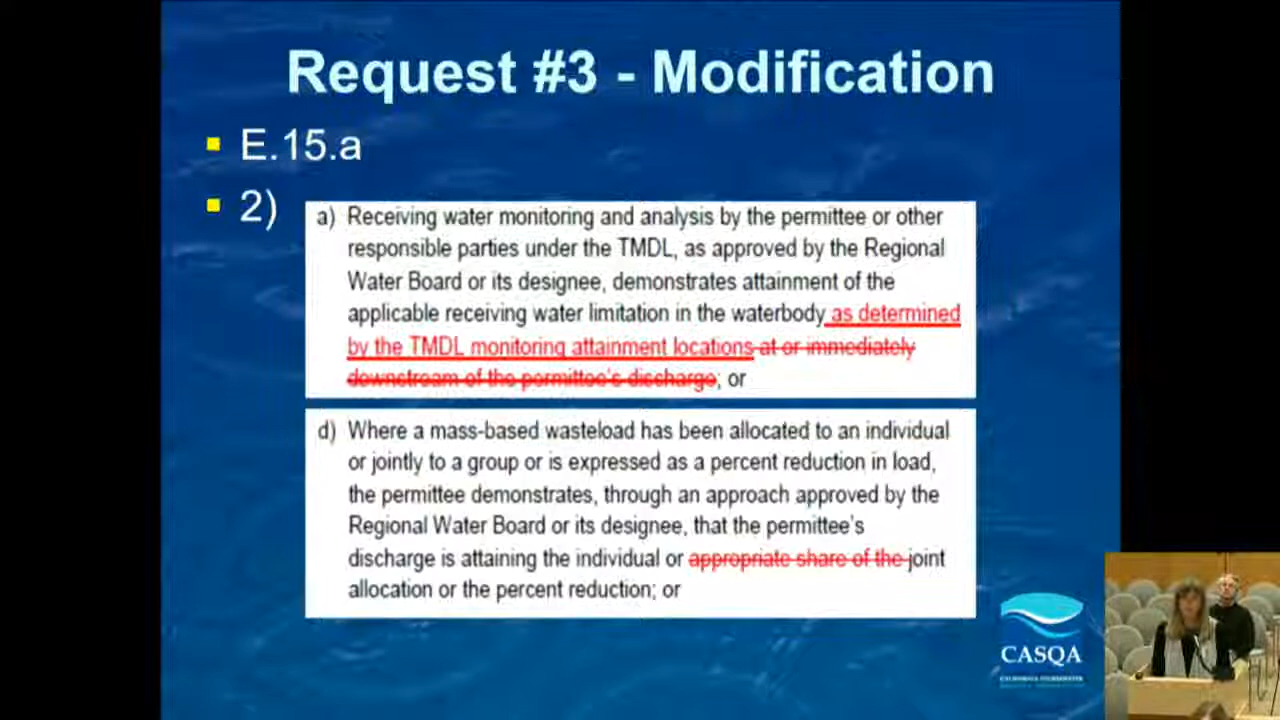 Request #3 - Modification
E.15.a
2)
a) Receiving water monitoring and analysis by the permittee or other
responsible parties under the TMDL, as approved by the Regional
Water Board or its designee, demonstrates attainment of the
applicable receiving water limitation in the waterbody as determined
by the TMDL monitoring attainment locations at or immediately
downstream of the permittee's discharge; or
d) Where a mass-based wasteload has been allocated to an individual
or jointly to a group or is expressed as a percent reduction in load,
the permittee demonstrates, through an approach approved by the
Regional Water Board or its designee, that the permittee's
discharge is attaining the individual or appropriate share of the joint
allocation or the percent reduction; or
CASQA